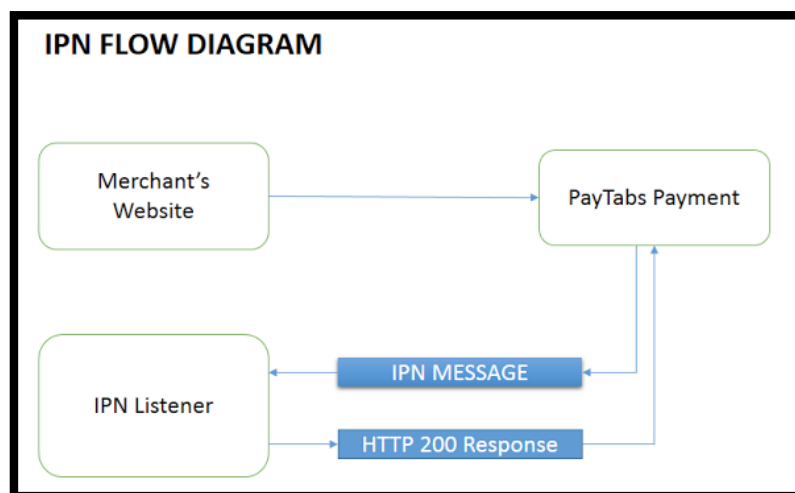 IPN FLOW DIAGRAM
Merchant's
Website
PayTabs Payment
IPN MESSAGE
IPN Listener
HTTP 200 Response